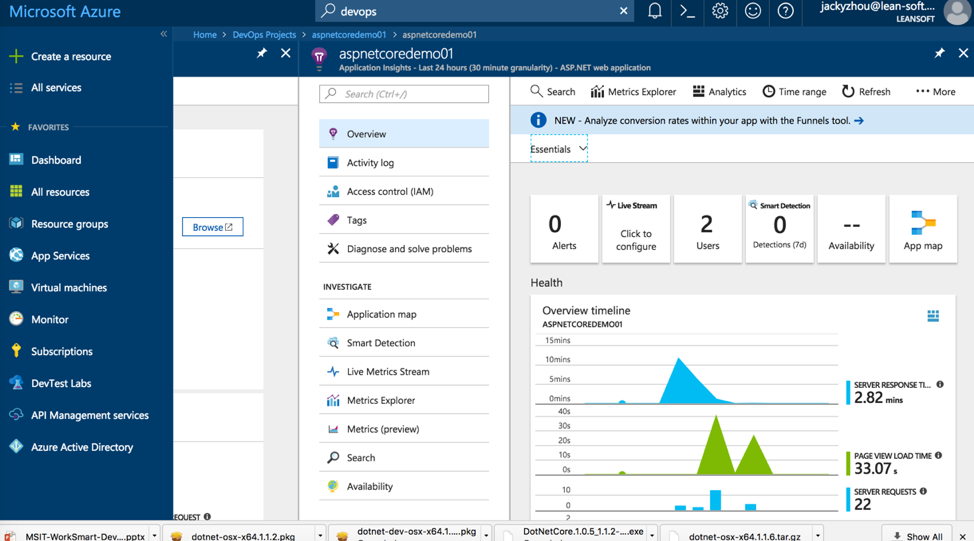 Microsoft Azure
devops
jackyzhou@lean-soft....
LEANSOFT
Home > DevOps Projects > aspnetcoredemo01 > aspnetcoredemo01
Create a resource
All services
FAVORITES
Dashboard
All resources
Resource groups
App Services
Virtual machines
Monitor
Subscriptions
DevTest Labs
API Management services
Azure Active Directory
Browse
aspnetcoredemo01
Application Insights - Last 24 hours (30 minute granularity) - ASP.NET web application
Search (Ctrl+/)
Overview
Activity log
Access control (IAM)
Tags
Diagnose and solve problems
INVESTIGATE
Application map
Smart Detection
Live Metrics Stream
Metrics Explorer
Metrics (preview)
Search
Availability
Search Metrics Explorer Analytics Time range Refresh ••• More
NEW - Analyze conversion rates within your app with the Funnels tool. →
Essentials
0
Alerts
Live Stream
Click to
configure
2
Users
Smart Detection
0
Detections (7d)
--
Availability
App map
Health
Overview timeline
ASPNETCOREDEMO01
15mins
10mins
5mins
0mins
SERVER RESPONSE TI...
2.82 mins
40s
30s
20s
10s
0s
PAGE VIEW LOAD TIME
33.07 s
10
0
2
SERVER REQUESTS
22
EQUEST
MSIT-WorkSmart-Dev....pptx
dotnet-osx-x64.1.1.2.pkg
dotnet-dev-osx-x64.1.....pkg
DotNetCore.1.0.5_1.1.2-....exe
dotnet-osx-x64.1.1.6.tar.gz
Show All